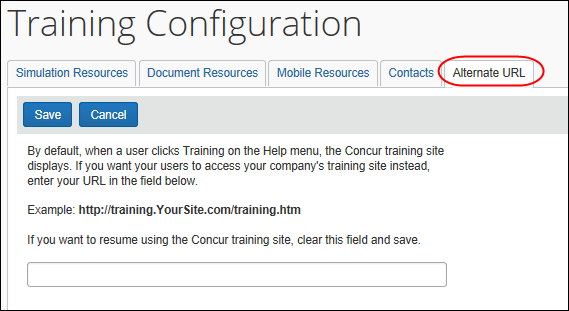 Training Configuration
Simulation Resources Document Resources Mobile Resources Contacts Alternate URL
Save Cancel
By default, when a user clicks Training on the Help menu, the Concur training site
displays. If you want your users to access your company's training site instead,
enter your URL in the field below.
Example: http://training.YourSite.com/training.htm
If you want to resume using the Concur training site, clear this field and save.